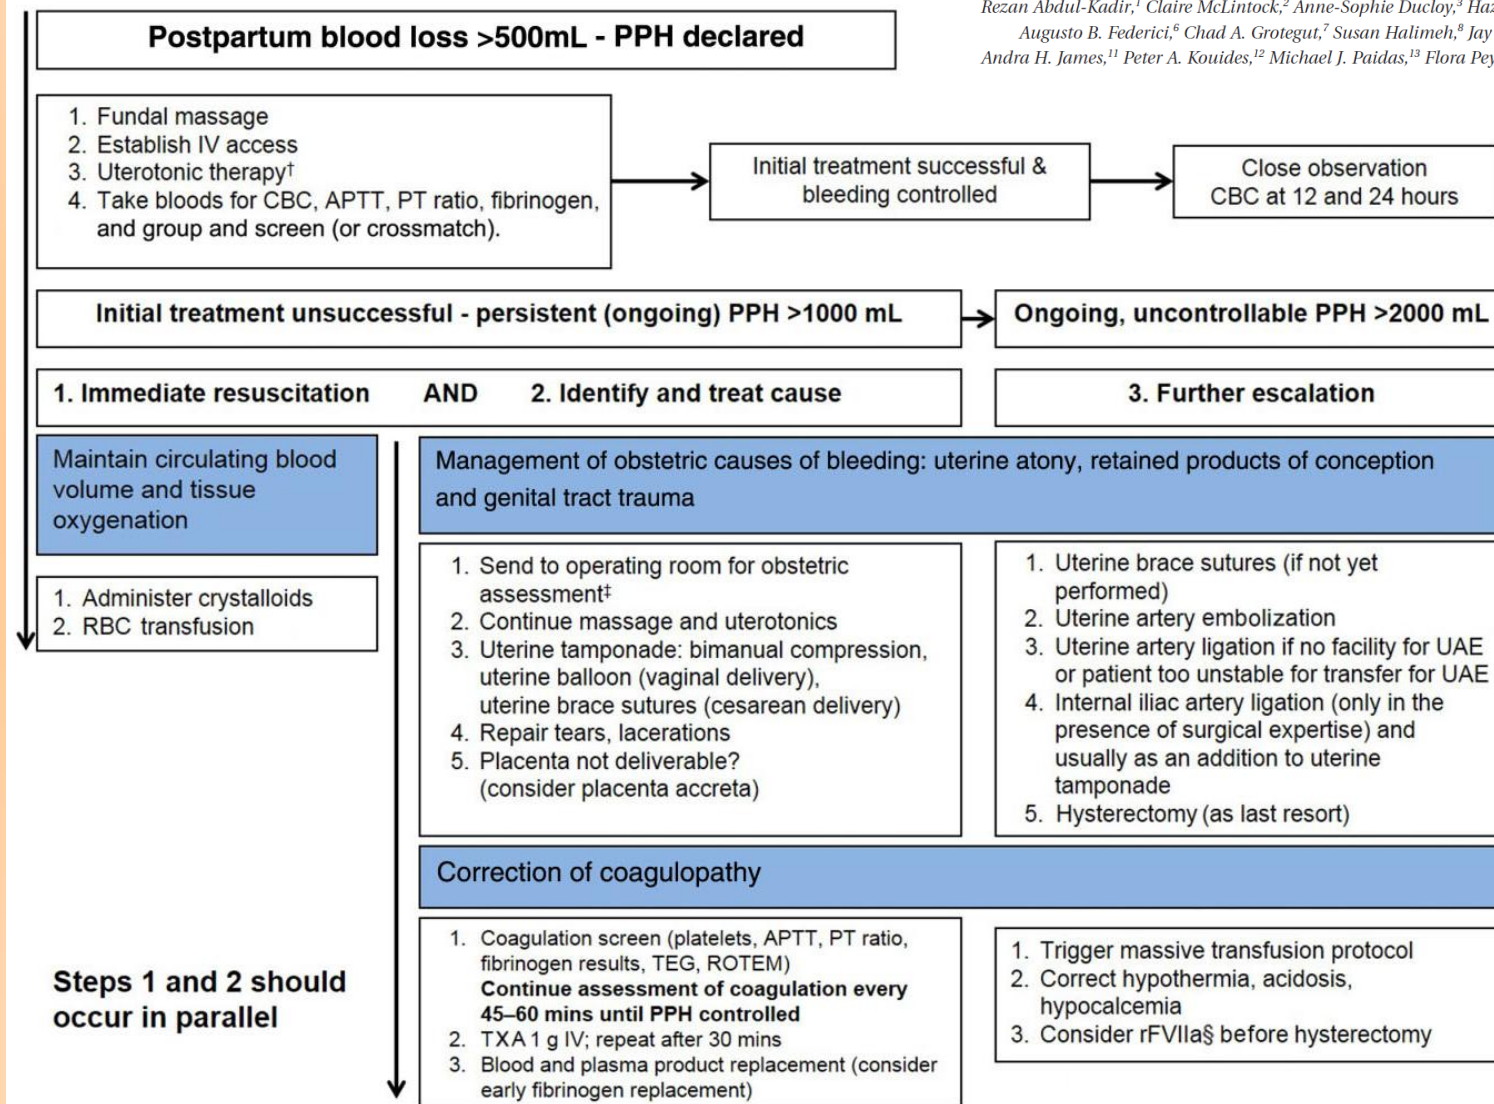 Rezan Abdul-Kadir,¹ Claire McLintock,² Anne-Sophie Ducloy,³
Augusto B. Federici,⁶ Chad A. Grotegut,⁷ Susan Halimeh,⁸ Jay
Andra H. James,¹¹ Peter A. Kouides,¹² Michael J. Paidas,¹³ Flora
Postpartum blood loss >500mL - PPH declared
1. Fundal massage
2. Establish IV access
3. Uterotonic therapy†
4. Take bloods for CBC, APTT, PT ratio, fibrinogen,
and group and screen (or crossmatch).
Initial treatment successful &
bleeding controlled
Close observation
CBC at 12 and 24 hours
Initial treatment unsuccessful - persistent (ongoing) PPH >1000 mL
Ongoing, uncontrollable PPH >2000 mL
1. Immediate resuscitation AND 2. Identify and treat cause
3. Further escalation
Maintain circulating blood
volume and tissue
oxygenation
1. Administer crystalloids
2. RBC transfusion
Management of obstetric causes of bleeding: uterine atony, retained products of conception
and genital tract trauma
1. Send to operating room for obstetric
assessment‡
2. Continue massage and uterotonics
3. Uterine tamponade: bimanual compression,
uterine balloon (vaginal delivery),
uterine brace sutures (cesarean delivery)
4. Repair tears, lacerations
5. Placenta not deliverable?
(consider placenta accreta)
1. Uterine brace sutures (if not yet
performed)
2. Uterine artery embolization
3. Uterine artery ligation if no facility for UAE
or patient too unstable for transfer for UAE
4. Internal iliac artery ligation (only in the
presence of surgical expertise) and
usually as an addition to uterine
tamponade
5. Hysterectomy (as last resort)
Correction of coagulopathy
1. Coagulation screen (platelets, APTT, PT ratio,
fibrinogen results, TEG, ROTEM)
Continue assessment of coagulation every
45–60 mins until PPH controlled
2. TXA 1 g IV; repeat after 30 mins
3. Blood and plasma product replacement (consider
early fibrinogen replacement)
1. Trigger massive transfusion protocol
2. Correct hypothermia, acidosis,
hypocalcemia
3. Consider rFVIIa§ before hysterectomy
Steps 1 and 2 should
occur in parallel